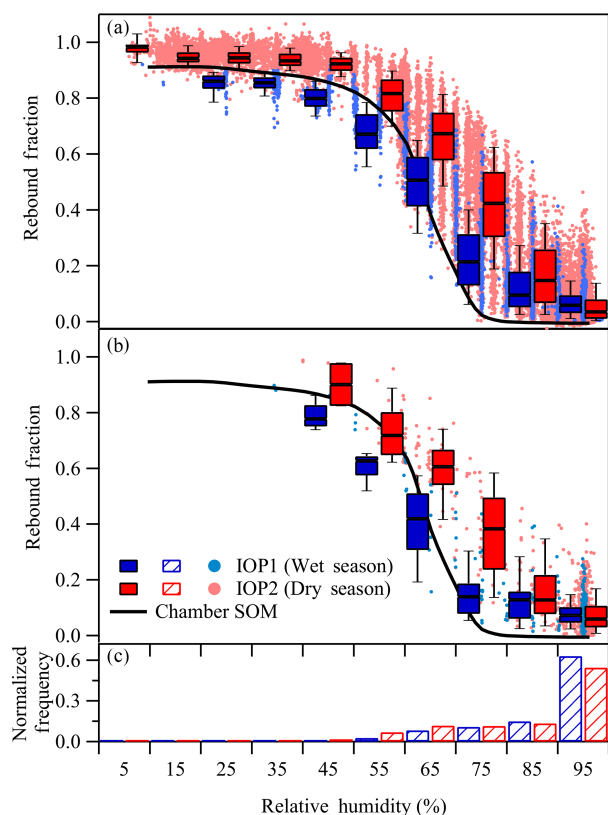 (a)
1.0
0.8
0.6
0.4
0.2
0.0
Rebound fraction
(b)
1.0
0.8
0.6
0.4
0.2
0.0
Rebound fraction
IOP1 (Wet season)
IOP2 (Dry season)
Chamber SOM
(c)
0.6
0.3
0.0
Normalized
frequency
5 15 25 35 45 55 65 75 85 95
Relative humidity (%)